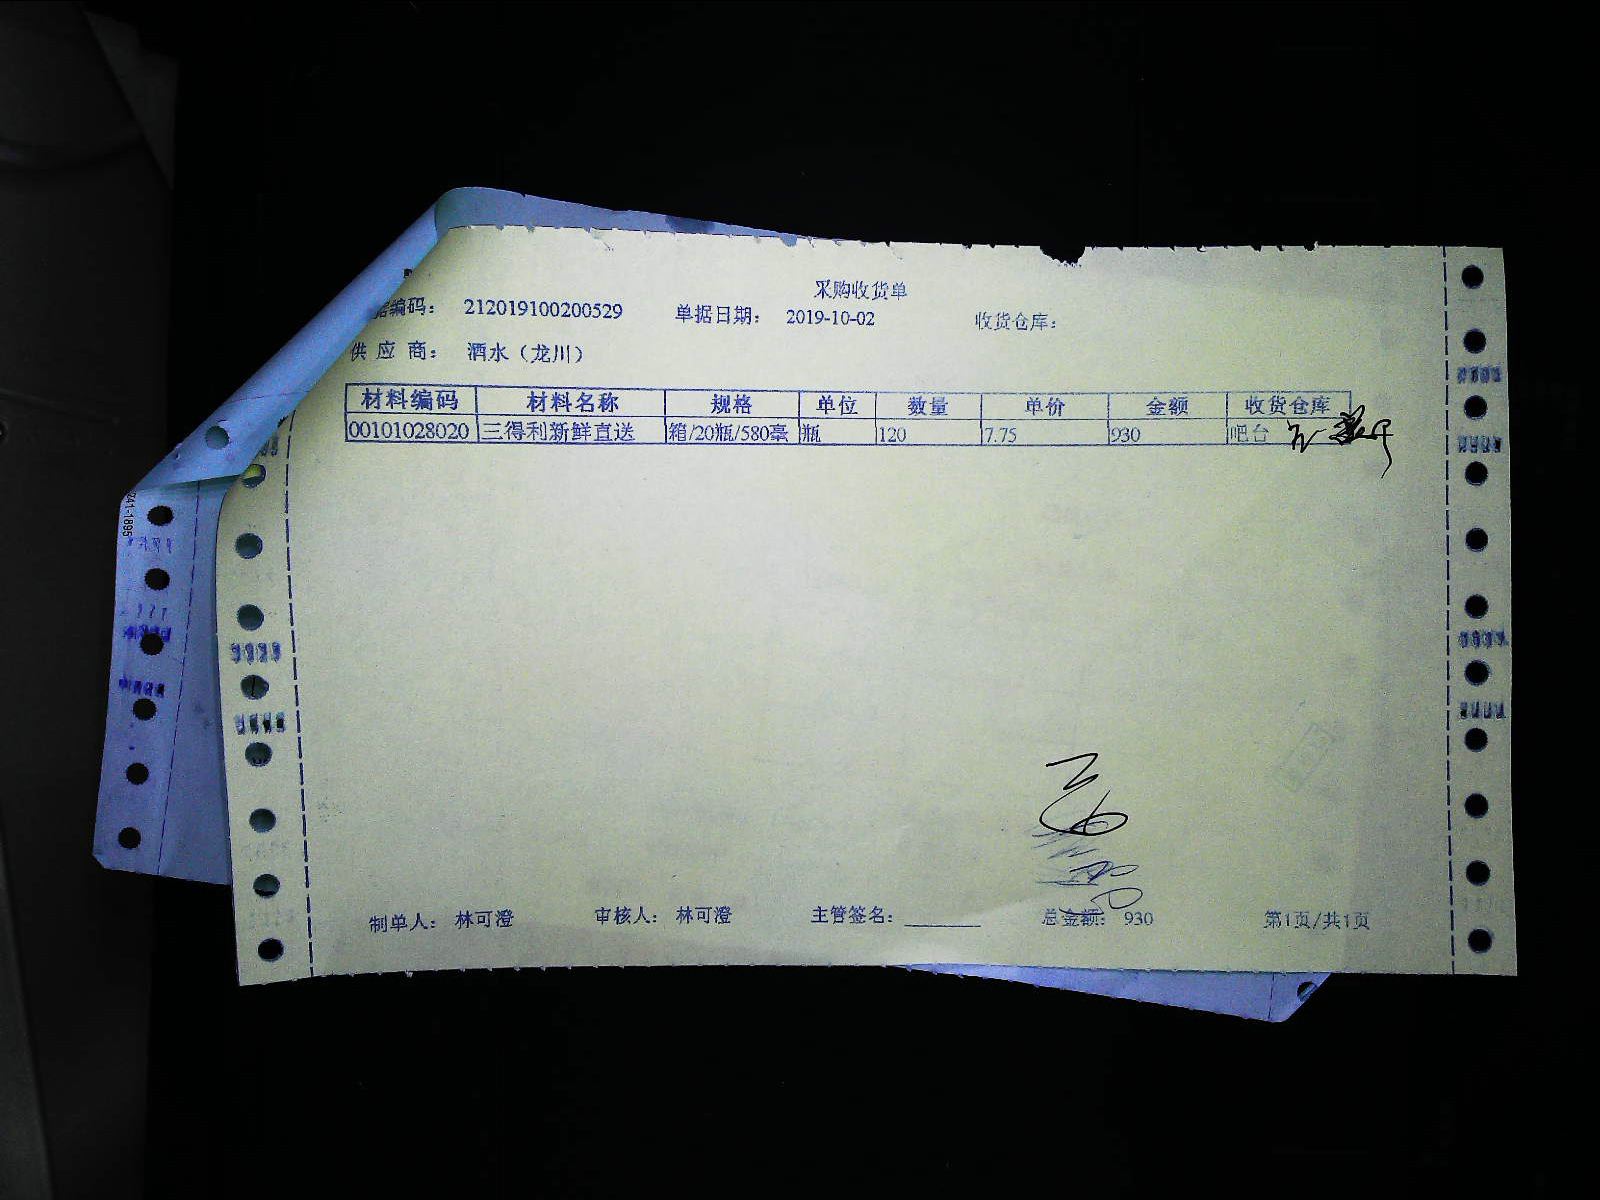 采购收货单
据编码： 212019100200529 单据日期： 2019-10-02 收货仓库：
供应商： 酒水（龙川）
材料编码 材料名称 规格 单位 数量 单价 金额 收货仓库
00101028020 三得利新鲜直送 箱/20瓶/580毫 瓶 120 7.75 930 吧台
制单人： 林可澄 审核人： 林可澄 主管签名： 总金额： 930 第1页/共1页